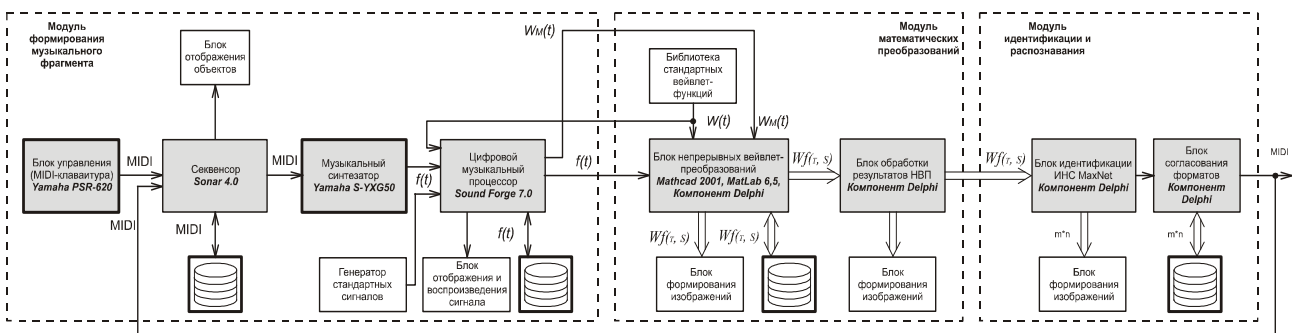 Модуль
формирования
музыкального
фрагмента
Блок
отображения
объектов
Блок управления
(MIDI-клавиатура)
Yamaha PSR-620
MIDI
MIDI
Секвенсор
Sonar 4.0
MIDI
MIDI
Музыкальный
синтезатор
Yamaha S-YXG50
f(t)
Генератор
стандартных
сигналов
Цифровой
музыкальный
процессор
Sound Forge 7.0
Блок
отображения и
воспроизведения
сигнала
f(t)
WM(t)
f(t)
Модуль
математических
преобразований
Библиотека
стандартных
вейвлет-
функций
W(t)
WM(t)
Блок непрерывных вейвлет-
преобразований
Mathcad 2001, MatLab 6,5,
Компонент Delphi
Wf(τ, s)
Wf(τ, s)
Блок
формирования
изображений
Wf(τ, s)
Блок обработки
результатов НВП
Компонент Delphi
Блок
формирования
изображений
Wf(τ, s)
Модуль
идентификации и
распознавания
Блок идентификации
ИНС MaxNet
Компонент Delphi
m*n
Блок
формирования
изображений
Блок
согласования
форматов
Компонент
Delphi
m*n
MIDI